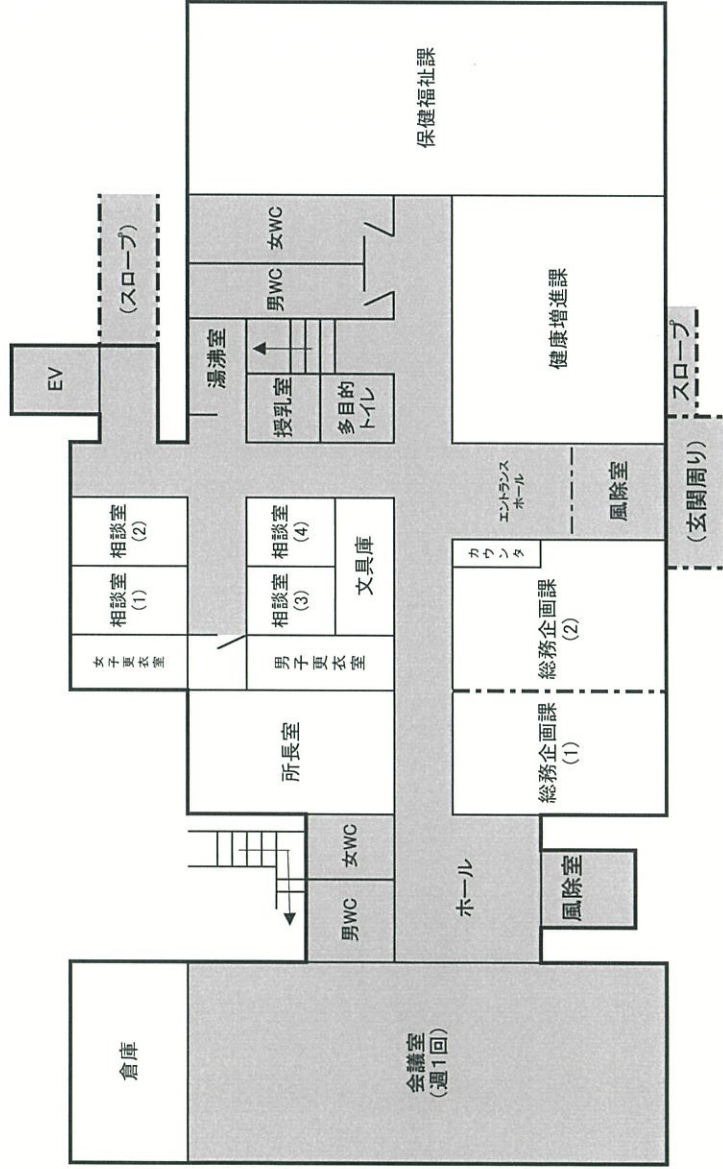 倉庫
会議室
(週1回)
男WC
女WC
ホール
風除室
所長室
総務企画課
(1)
総務企画課
(2)
カウンタ
女子更衣室
男子更衣室
相談室
(1)
相談室
(2)
相談室
(3)
相談室
(4)
文具庫
エントランス
ホール
風除室
(玄関周り)
スロープ
EV
(スロープ)
湯沸室
授乳室
多目的
トイレ
男WC
女WC
健康増進課
保健福祉課